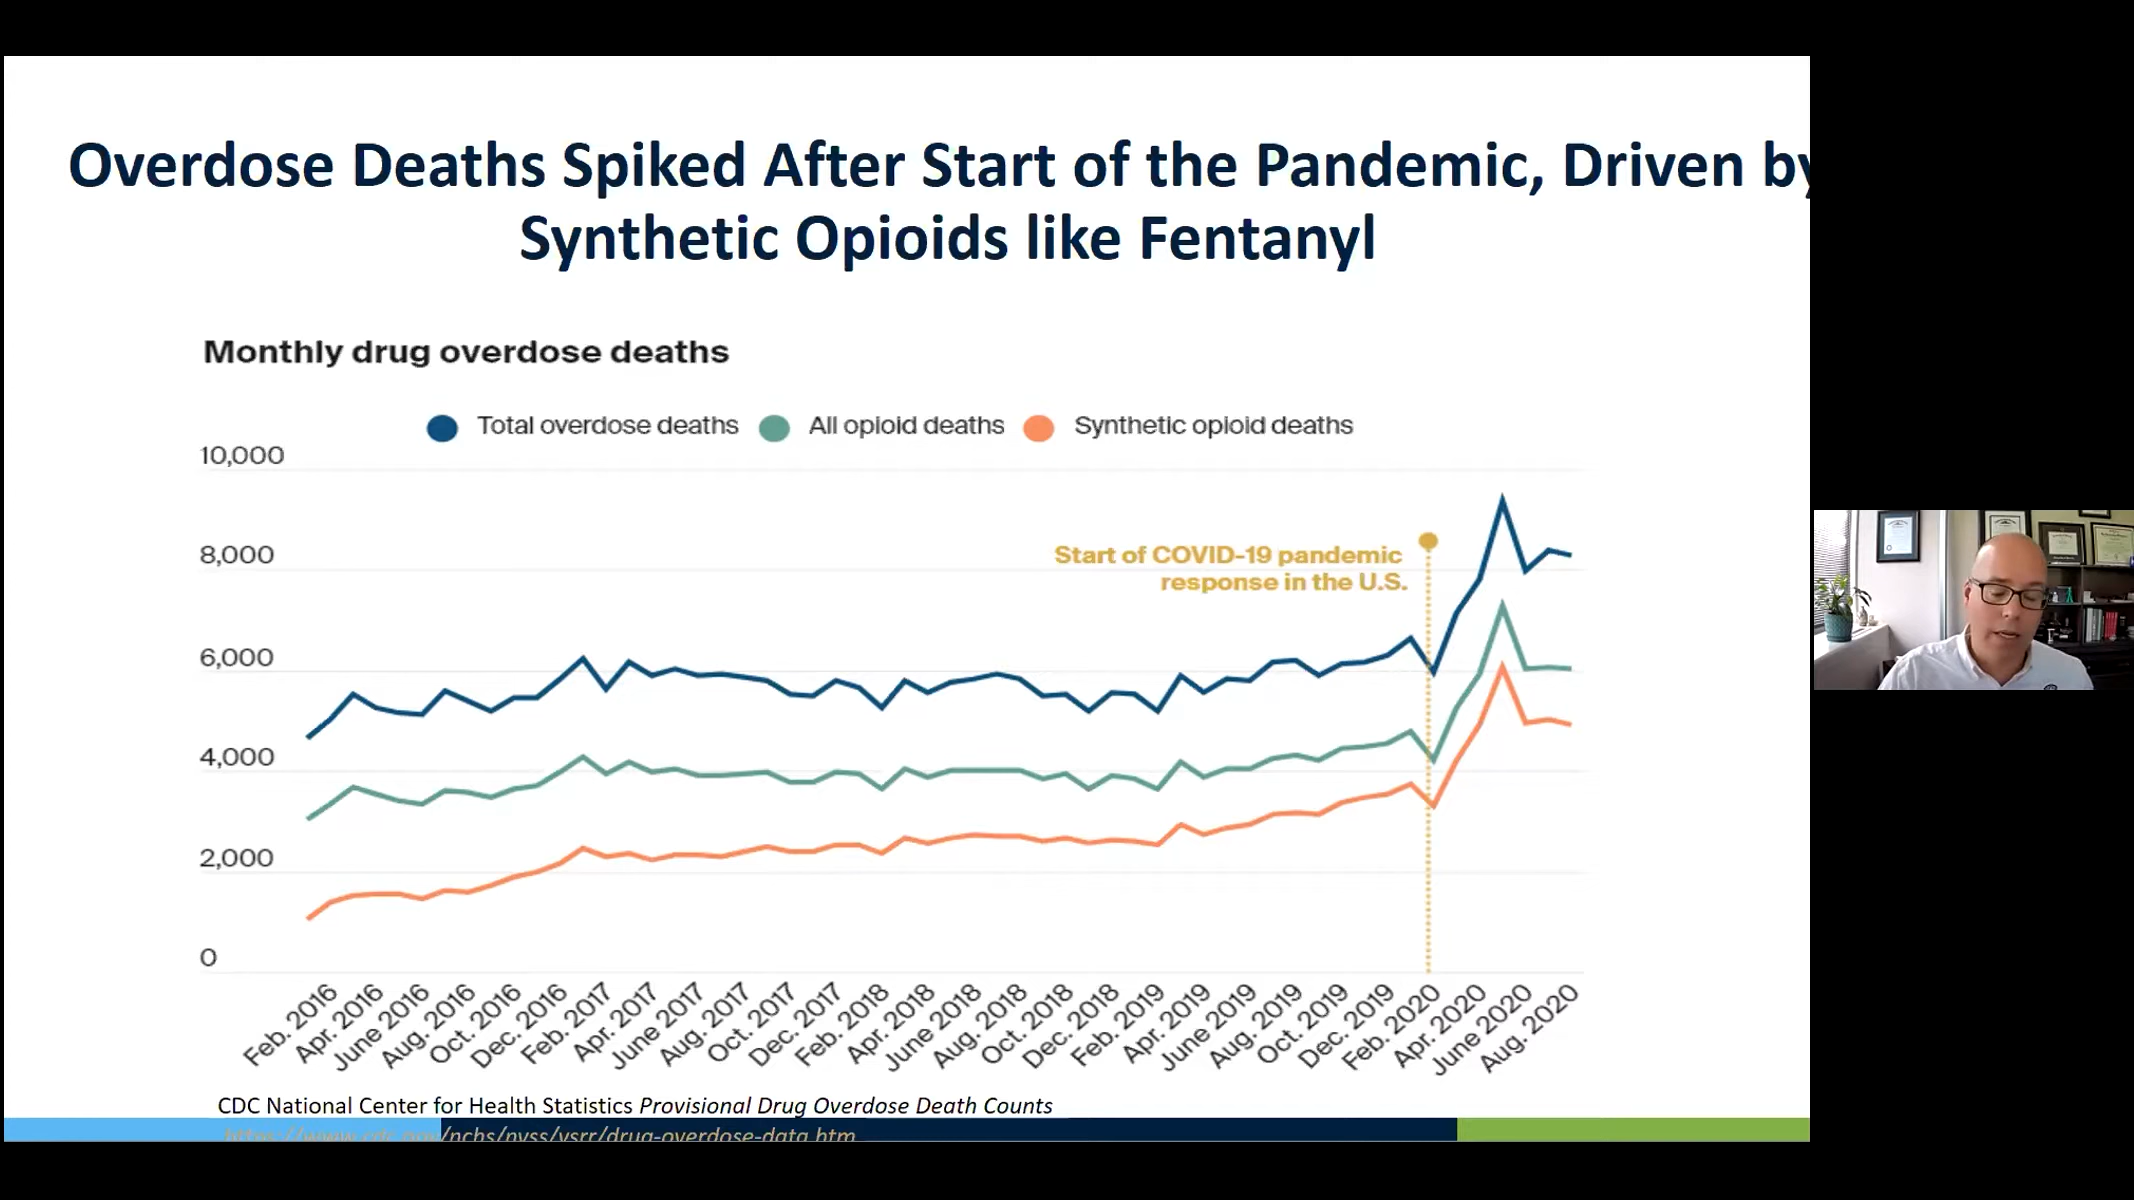 Overdose Deaths Spiked After Start of the Pandemic, Driven by
Synthetic Opioids like Fentanyl
Monthly drug overdose deaths
Total overdose deaths
All opioid deaths
Synthetic opioid deaths
10,000
8,000
6,000
4,000
2,000
0
Start of COVID-19 pandemic
response in the U.S.
Feb. 2016
Apr. 2016
June 2016
Aug. 2016
Oct. 2016
Dec. 2016
Feb. 2017
Apr. 2017
June 2017
Aug. 2017
Oct. 2017
Dec. 2017
Feb. 2018
Apr. 2018
June 2018
Aug. 2018
Oct. 2018
Dec. 2018
Feb. 2019
Apr. 2019
June 2019
Aug. 2019
Oct. 2019
Dec. 2019
Feb. 2020
Apr. 2020
June 2020
Aug. 2020
CDC National Center for Health Statistics Provisional Drug Overdose Death Counts
https://www.cdc.gov/nchs/nvss/vsrr/drug-overdose-data.htm